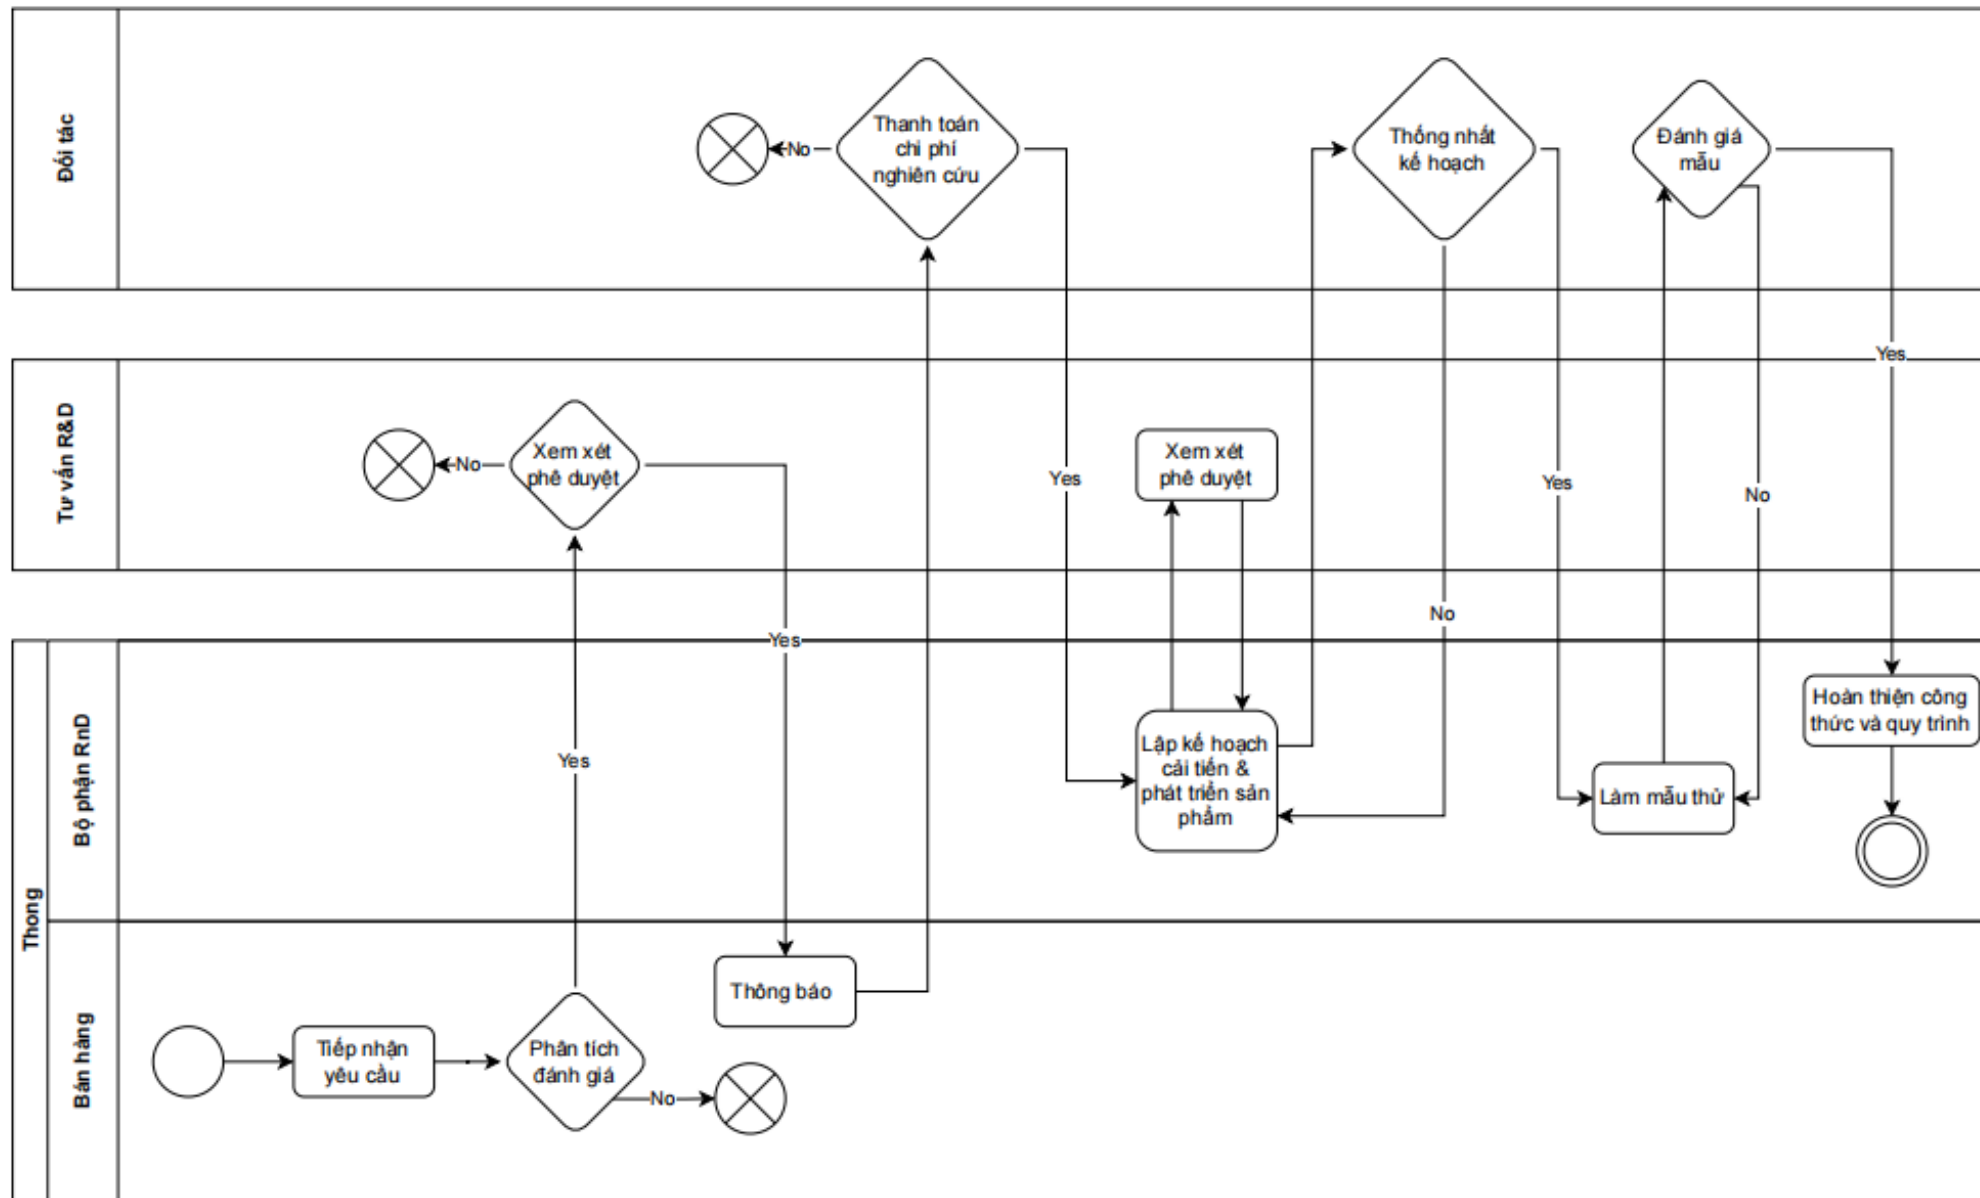 Đối tác
No
Thanh toán
chi phí
nghiên cứu
Thống nhất
kế hoạch
Đánh giá
mẫu
Yes
Tư vấn R&D
No
Xem xét
phê duyệt
Yes
Xem xét
phê duyệt
Yes
No
Yes
No
Thong
Bộ phận RnD
Yes
Lập kế hoạch
cải tiến &
phát triển sản
phẩm
Làm mẫu thử
Hoàn thiện công
thức và quy trình
Bán hàng
Thông báo
Tiếp nhận
yêu cầu
Phân tích
đánh giá
No